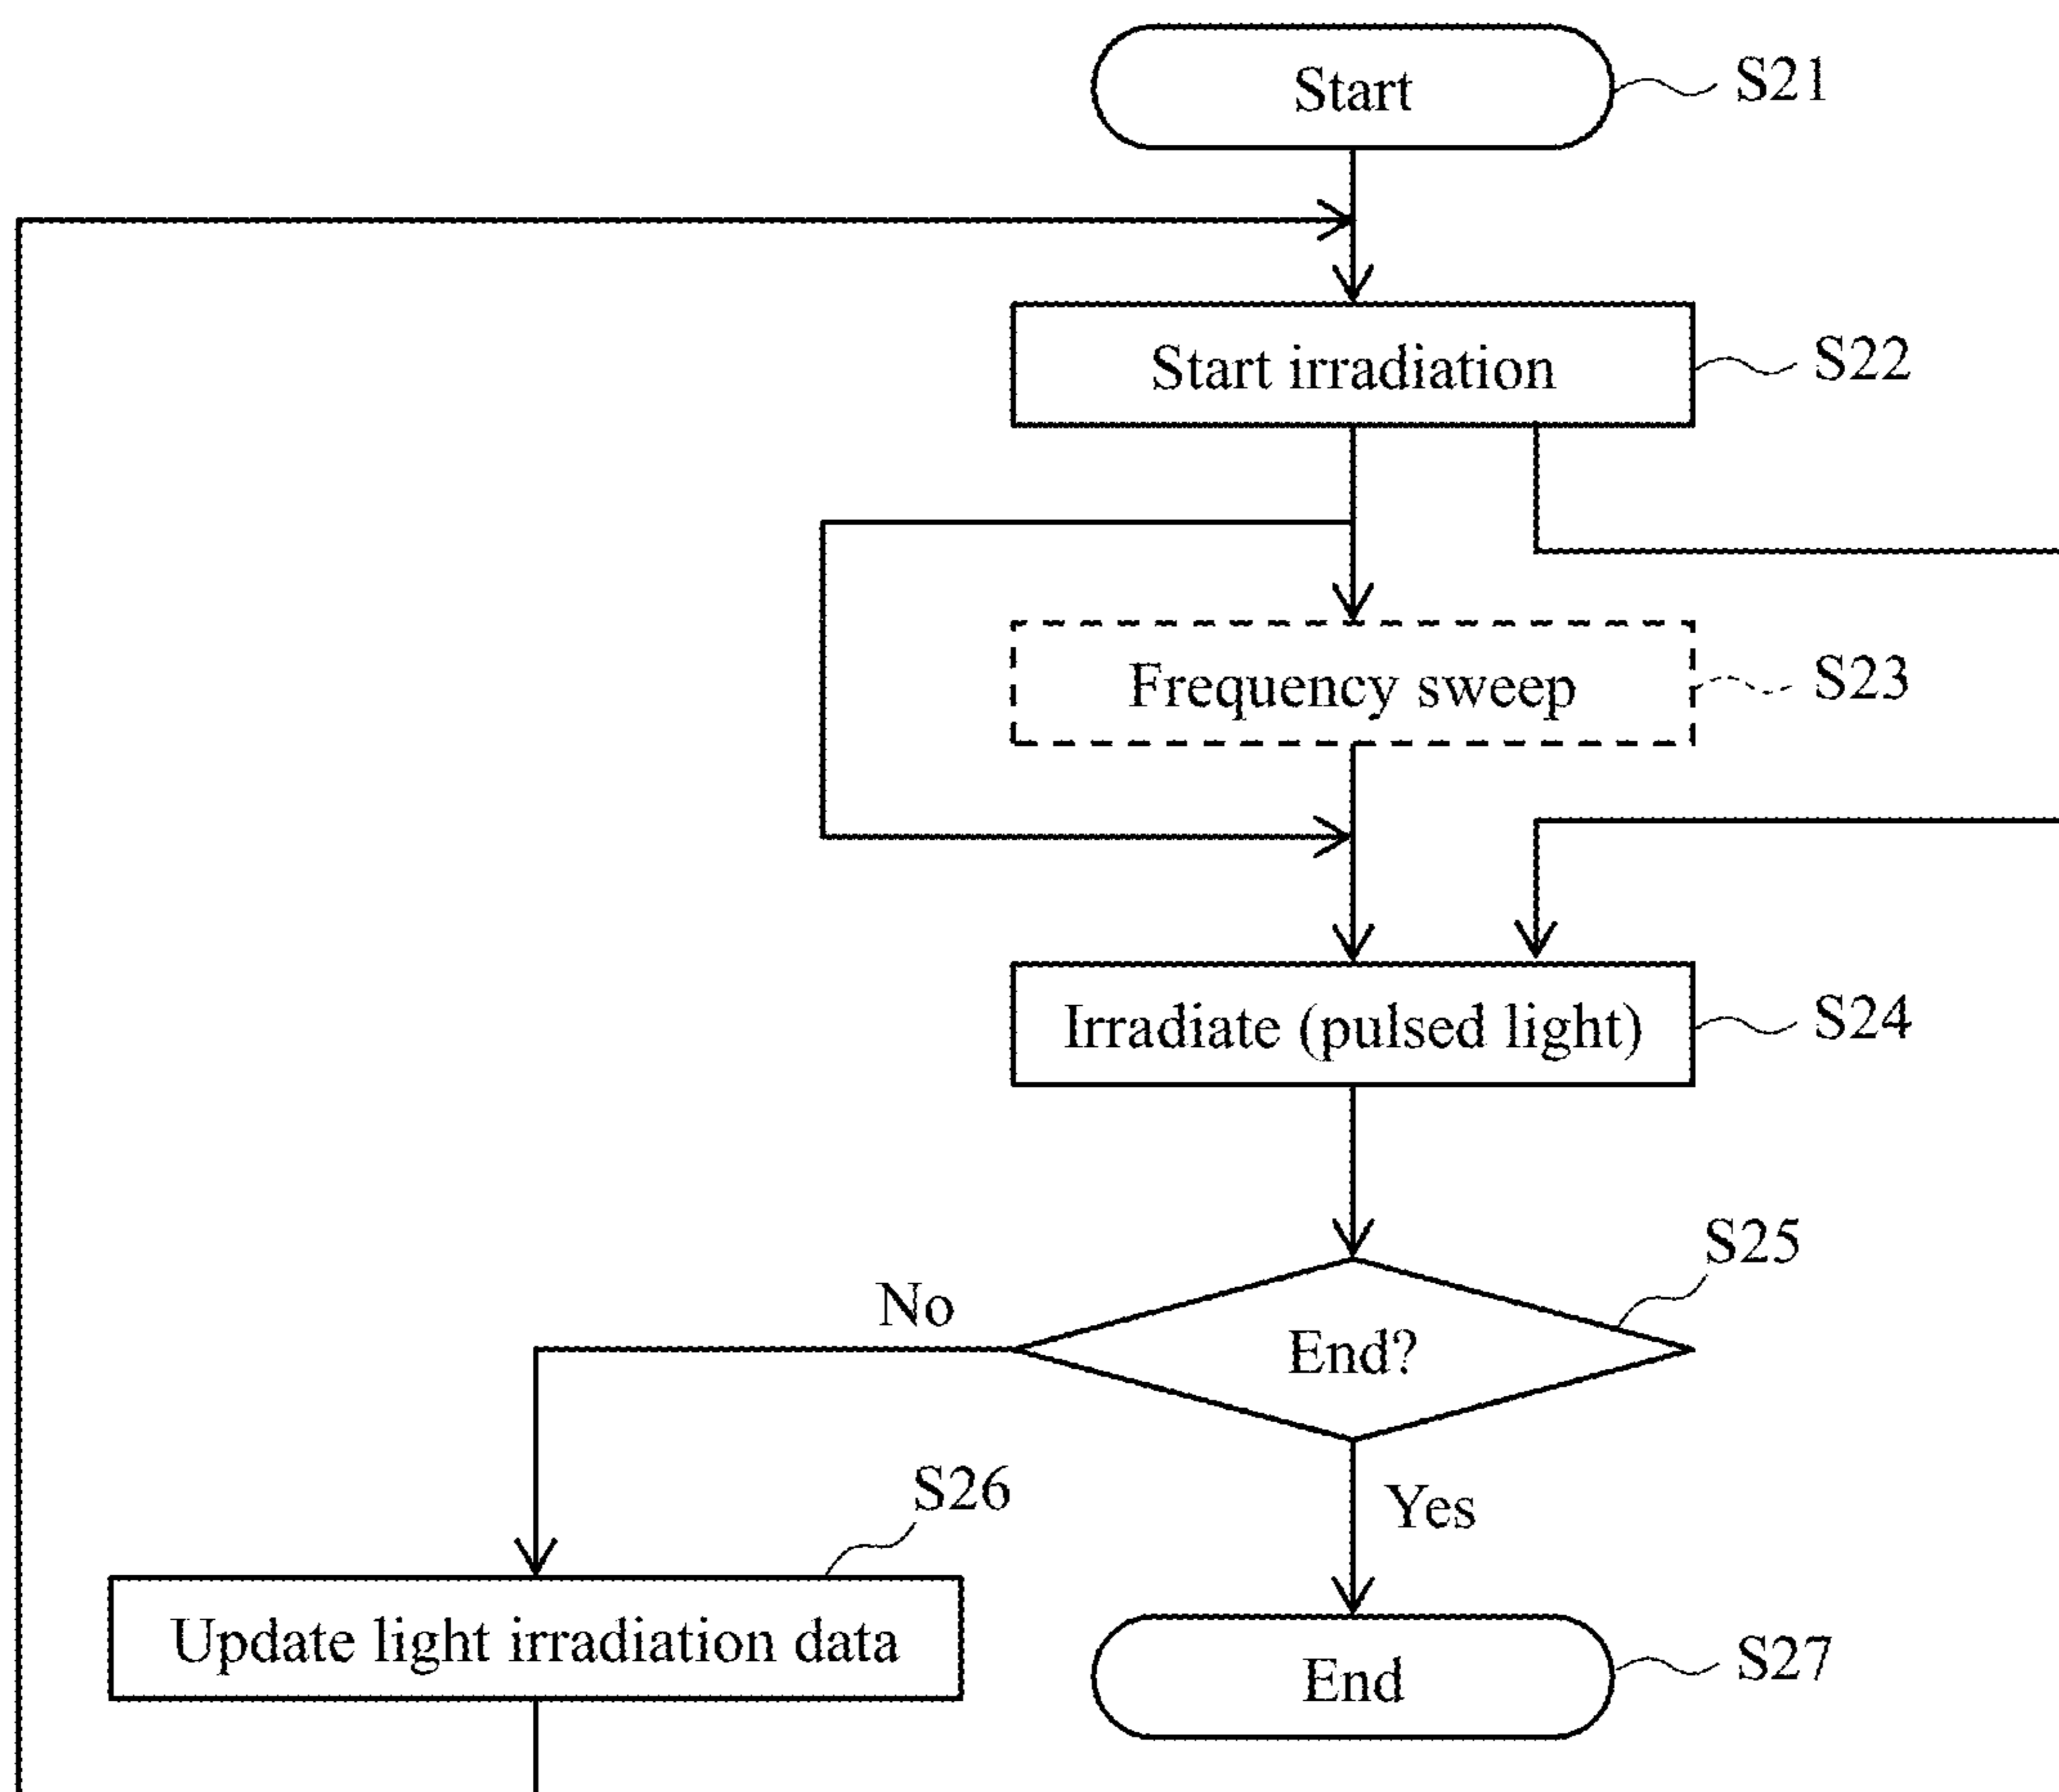 Start
S21
Start irradiation
S22
Frequency sweep
S23
Irradiate (pulsed light)
S24
S25
No
End?
S26
Yes
Update light irradiation data
End
S27